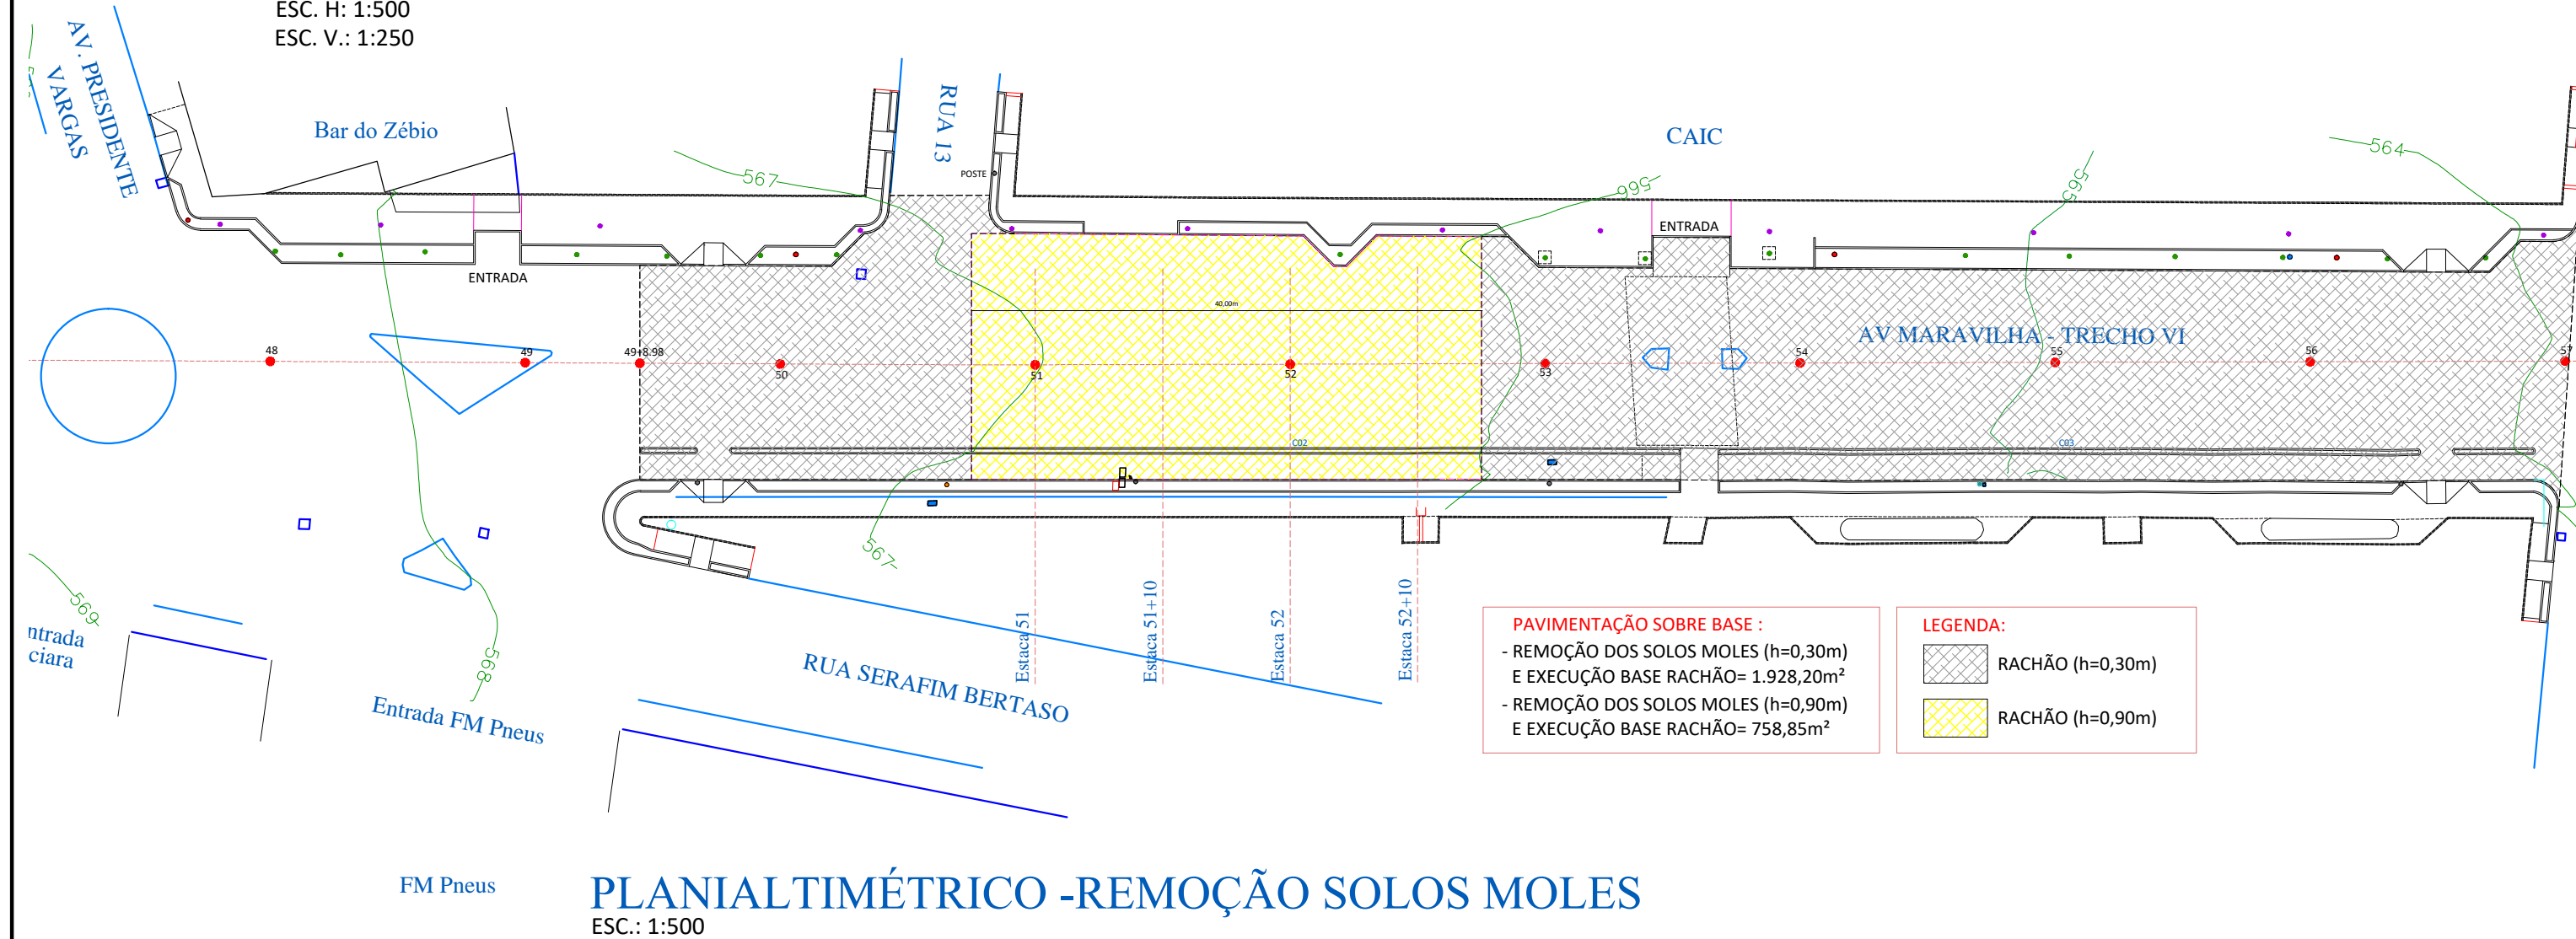 ESC. H: 1:500
ESC. V.: 1:250
AV. PRESIDENTE
VARGAS
Bar do Zébio
RUA 13
POSTE
CAIC
567
566
565
564
ENTRADA
ENTRADA
40,00m
AV MARAVILHA - TRECHO VI
48
49
49+8.98
50
51
52
53
54
55
56
57
C02
C03
567
569
568
ntrada
ciara
Entrada FM Pneus
RUA SERAFIM BERTASO
Estaca 51
Estaca 51+10
Estaca 52
Estaca 52+10
PAVIMENTAÇÃO SOBRE BASE :
- REMOÇÃO DOS SOLOS MOLES (h=0,30m)
E EXECUÇÃO BASE RACHÃO= 1.928,20m²
- REMOÇÃO DOS SOLOS MOLES (h=0,90m)
E EXECUÇÃO BASE RACHÃO= 758,85m²
LEGENDA:
RACHÃO (h=0,30m)
RACHÃO (h=0,90m)
FM Pneus
PLANIALTIMÉTRICO -REMOÇÃO SOLOS MOLES
ESC.: 1:500